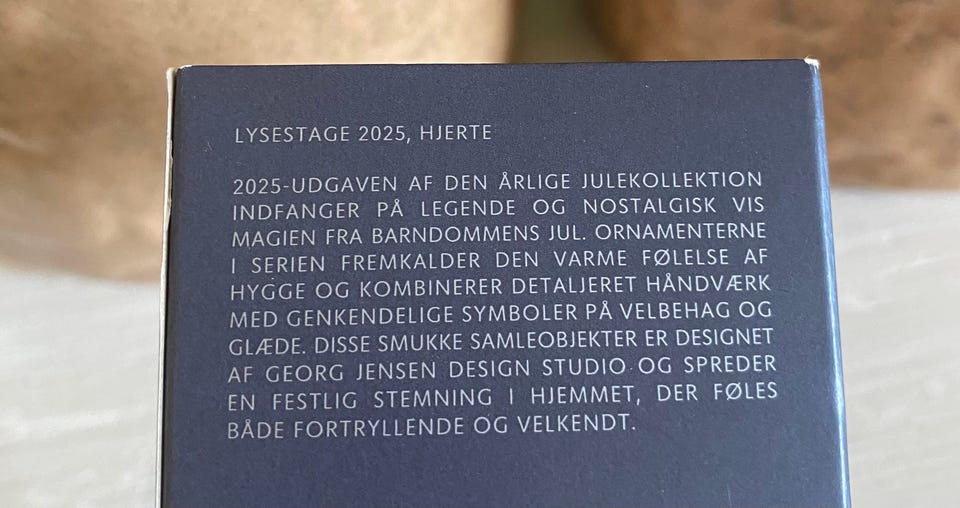 LYSESTAGE 2025, HJERTE
2025-UDGAVEN AF DEN ÅRLIGE JULEKOLLEKTION
INDFANGER PÅ LEGENDE OG NOSTALGISK VIS
MAGIEN FRA BARNDOMMENS JUL. ORNAMENTERNE
I SERIEN FREMKALDER DEN VARME FØLELSE AF
HYGGE OG KOMBINERER DETALJERET HÅNDVÆRK
MED GENKENDELIGE SYMBOLER PÅ VELBEHAG OG
GLÆDE. DISSE SMUKKE SAMLEOBJEKTER ER DESIGNET
AF GEORG JENSEN DESIGN STUDIO OG SPREDER
EN FESTLIG STEMNING I HJEMMET, DER FØLES
BÅDE FORTRYLLENDE OG VELKENDT.